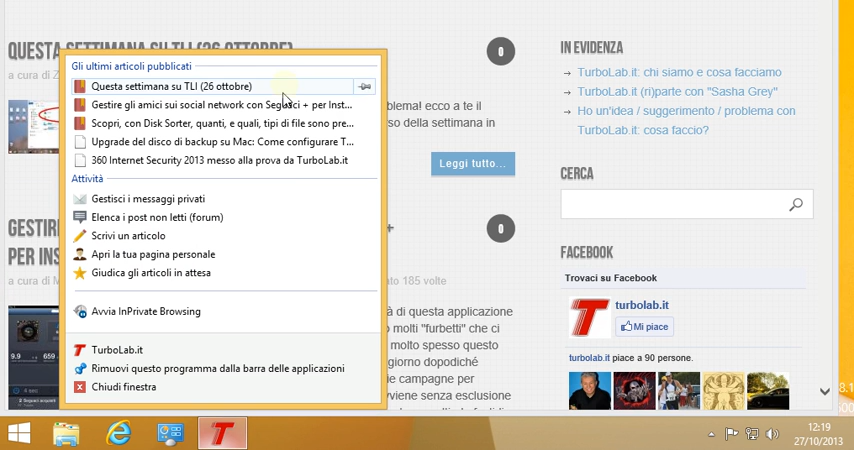 QUESTA SETTIMANA SU TLI (26 OTTOBRE)
0
a cura di
Gli ultimi articoli pubblicati
Questa settimana su TLI (26 ottobre)
Gestire gli amici sui social network con Seguisci + per Inst...
Scopri, con Disk Sorter, quanti, e quali, tipi di file sono pre...
Upgrade del disco di backup su Mac: Come configurare T...
360 Internet Security 2013 messo alla prova da TurboLab.it
Attività
Gestisci i messaggi privati
Elenca i post non letti (forum)
Scrivi un articolo
Apri la tua pagina personale
Giudica gli articoli in attesa
Avvia InPrivate Browsing
TurboLab.it
Rimuovi questo programma dalla barra delle applicazioni
Chiudi finestra
ecco a te il
della settimana in
Leggi tutto...
GESTIR
+
0
PER INS
a cura di
185 volte
à di questa applicazione
molti "furbetti" che ci
molto spesso questo
giorno dopodiché
ie campagne per
viene senza esclusione
9.9
659
IN EVIDENZA
TurboLab.it: chi siamo e cosa facciamo
TurboLab.it (ri)parte con "Sasha Grey"
Ho un'idea / suggerimento / problema con
TurboLab.it: cosa faccio?
CERCA
FACEBOOK
Trovaci su Facebook
turbolab.it
Mi piace
turbolab.it piace a 90 persone.
12:19
27/10/2013